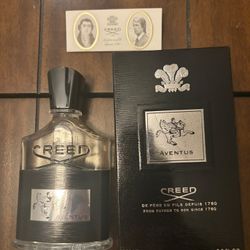 CREED
AVENTUS
CREED
AVENTUS
CREED
DE PÈRE EN FILS DEPUIS 1760
FROM FATHER TO SON SINCE 1760